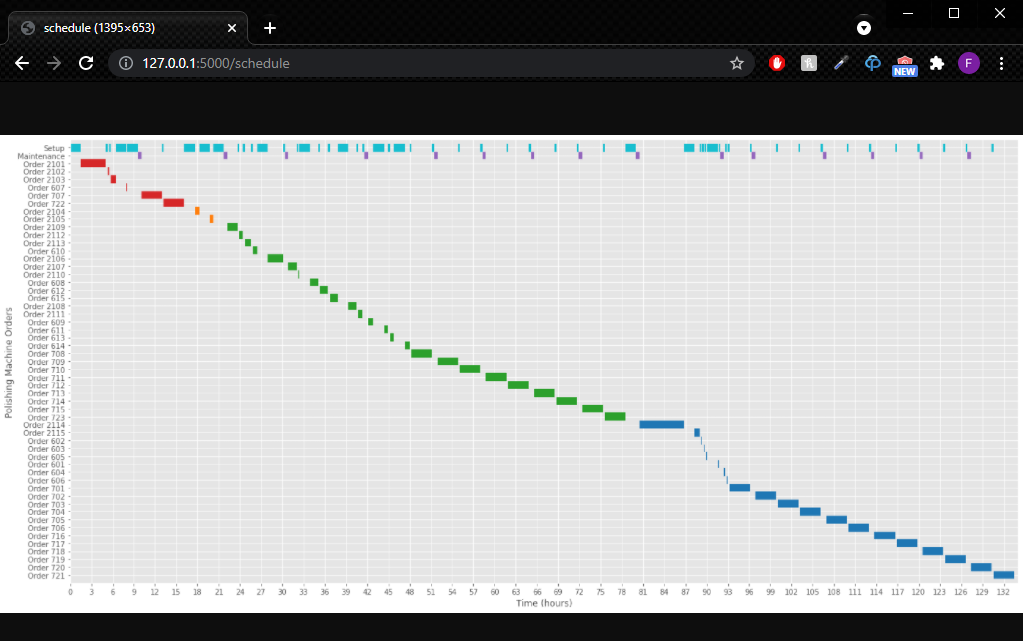 schedule (1395×653)
127.0.0.1:5000/schedule
NEW
F
Setup
Maintenance
Order 2101
Order 2102
Order 2103
Order 607
Order 707
Order 722
Order 2104
Order 2105
Order 2109
Order 2112
Order 2113
Order 610
Order 2106
Order 2107
Order 2110
Order 608
Order 612
Order 615
Order 2108
Order 2111
Order 609
Order 611
Order 613
Order 614
Order 708
Order 709
Order 710
Order 711
Order 712
Order 713
Order 714
Order 715
Order 723
Order 2114
Order 2115
Order 602
Order 603
Order 605
Order 601
Order 604
Order 606
Order 701
Order 702
Order 703
Order 704
Order 705
Order 706
Order 716
Order 717
Order 718
Order 719
Order 720
Order 721
Polishing Machine Orders
0 3 6 9 12 15 18 21 24 27 30 33 36 39 42 45 48 51 54 57 60 63 66 69 72 75 78 81 84 87 90 93 96 99 102 105 108 111 114 117 120 123 126 129 132
Time (hours)